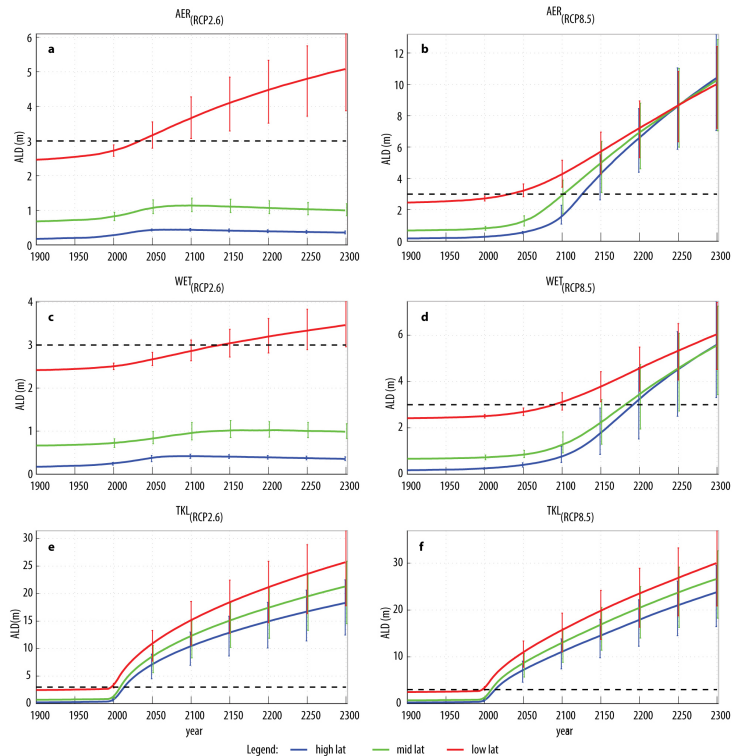 AER(RCP2.6)
a
ALD (m)
6
5
4
3
2
1
0
1900 1950 2000 2050 2100 2150 2200 2250 2300
AER(RCP8.5)
b
ALD (m)
12
10
8
6
4
2
0
1900 1950 2000 2050 2100 2150 2200 2250 2300
WET(RCP2.6)
c
ALD (m)
4
3
2
1
0
1900 1950 2000 2050 2100 2150 2200 2250 2300
WET(RCP8.5)
d
ALD (m)
6
4
2
0
1900 1950 2000 2050 2100 2150 2200 2250 2300
TKL(RCP2.6)
e
ALD(m)
30
25
20
15
10
5
0
1900 1950 2000 2050 2100 2150 2200 2250 2300
year
TKL(RCP8.5)
f
ALD (m)
30
20
10
0
1900 1950 2000 2050 2100 2150 2200 2250 2300
year
Legend: high lat mid lat low lat